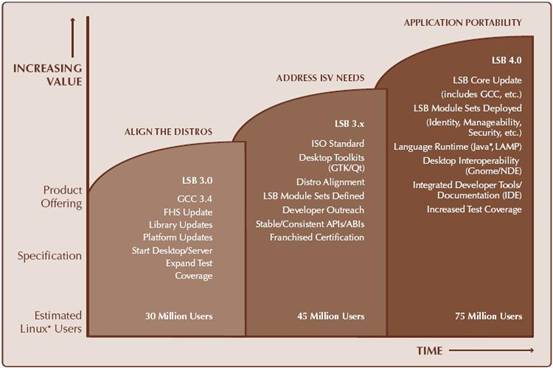 APPLICATION PORTABILITY
INCREASING
VALUE
LSB 4.0
LSB Core Update
(includes GCC, etc.)
LSB Module Sets Deployed
(Identity, Manageability,
Security, etc.)
Language Runtime (Java*, LAMP)
Desktop Interoperability
(Gnome/NDE)
Integrated Developer Tools/
Documentation (IDE)
Increased Test Coverage
75 Million Users
ADDRESS ISV NEEDS
LSB 3.x
ISO Standard
Desktop Toolkits
(GTK/Qt)
Distro Alignment
LSB Module Sets Defined
Developer Outreach
Stable/Consistent APIs/ABIs
Franchised Certification
45 Million Users
ALIGN THE DISTROS
LSB 3.0
GCC 3.4
FHS Update
Library Updates
Platform Updates
Start Desktop/Server
Expand Test
Coverage
30 Million Users
Product
Offering
Specification
Estimated
Linux* Users
TIME